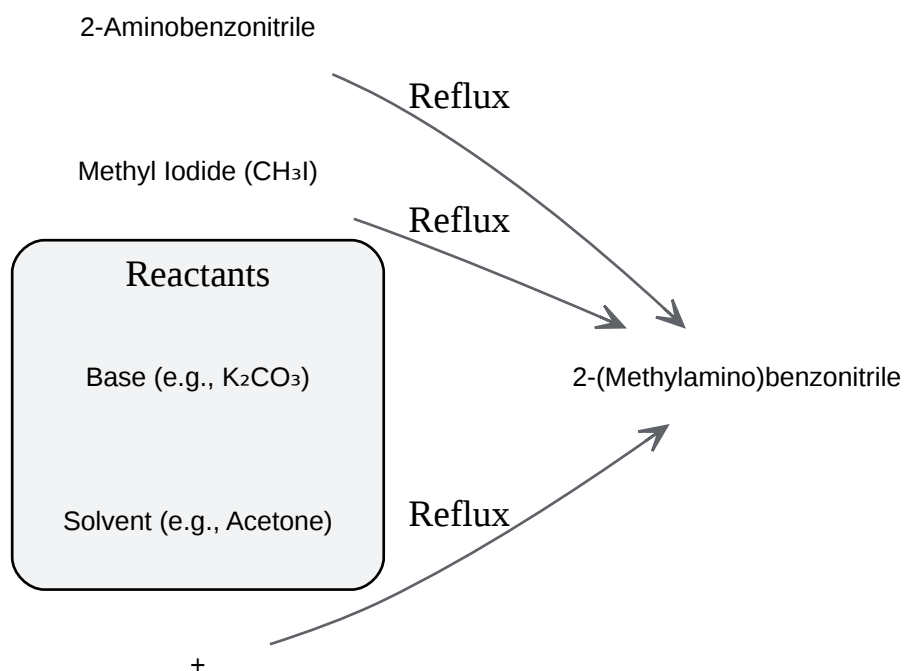 2-Aminobenzonitrile
Reflux
Methyl Iodide (CH₃I)
Reflux
Reactants
Base (e.g., K₂CO₃)
2-(Methylamino)benzonitrile
Solvent (e.g., Acetone)
Reflux
+